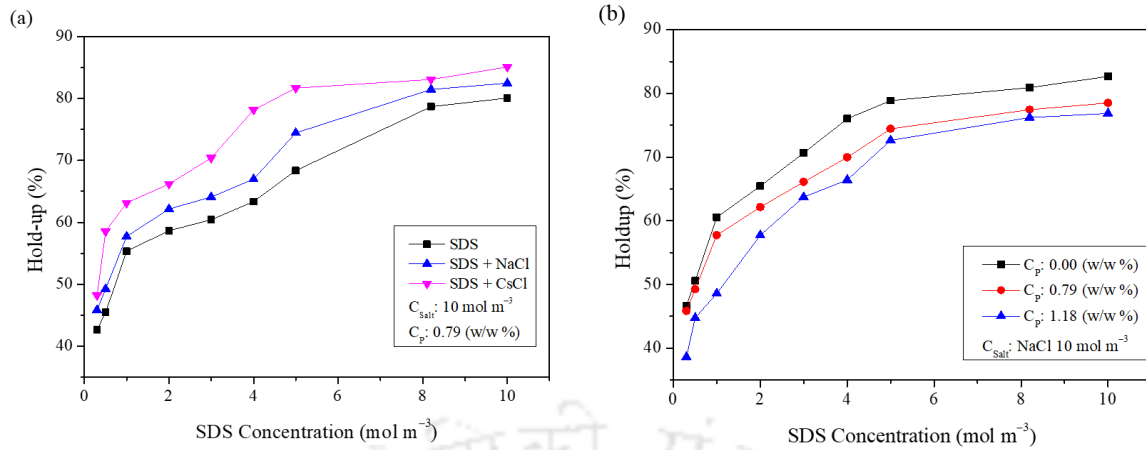 (a)
90
80
70
60
50
40
Hold-up (%)
0
2
4
6
8
10
SDS Concentration (mol m⁻³)
SDS
SDS + NaCl
SDS + CsCl
C_Salt: 10 mol m⁻³
C_P: 0.79 (w/w %)
(b)
90
80
70
60
50
40
Holdup (%)
0
2
4
6
8
10
SDS Concentration (mol m⁻³)
C_P: 0.00 (w/w %)
C_P: 0.79 (w/w %)
C_P: 1.18 (w/w %)
C_Salt: NaCl 10 mol m⁻³